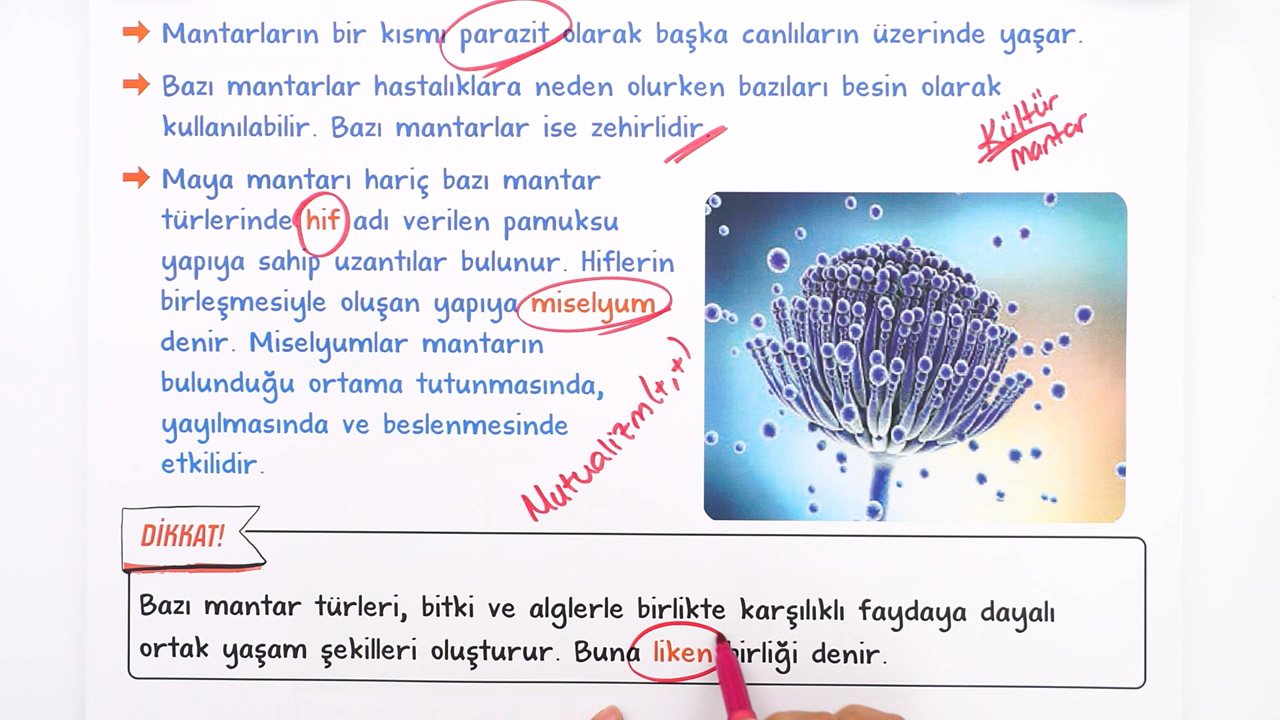 Mantarların bir kısmı parazit olarak başka canlıların üzerinde yaşar.
Bazı mantarlar hastalıklara neden olurken bazıları besin olarak
kullanılabilir. Bazı mantarlar ise zehirlidir.
Kültür
mantar
Maya mantarı hariç bazı mantar
türlerinde hif adı verilen pamuksu
yapıya sahip uzantılar bulunur. Hiflerin
birleşmesiyle oluşan yapıya miselyum
denir. Miselyumlar mantarın
bulunduğu ortama tutunmasında,
yayılmasında ve beslenmesinde
etkilidir.
Mutualizm(+,+)
DİKKAT!
Bazı mantar türleri, bitki ve alglerle birlikte karşılıklı faydaya dayalı
ortak yaşam şekilleri oluşturur. Buna liken birliği denir.